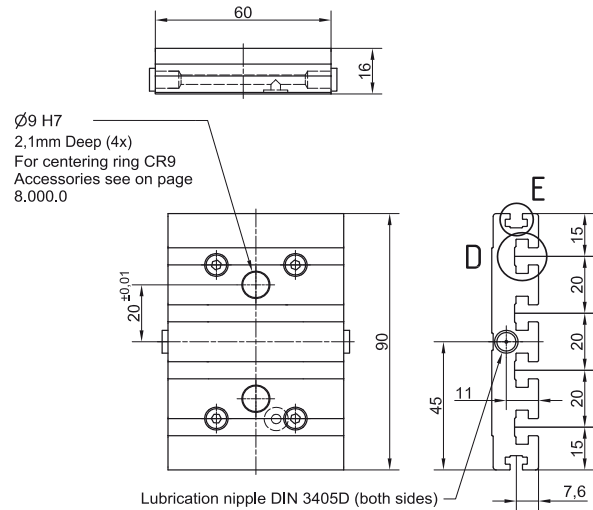 60
16
Ø9 H7
2,1mm Deep (4x)
For centering ring CR9
Accessories see on page
8.000.0
E
D
15
20 ±0,01
20
90
20
45
11
20
15
Lubrication nipple DIN 3405D (both sides)
7,6